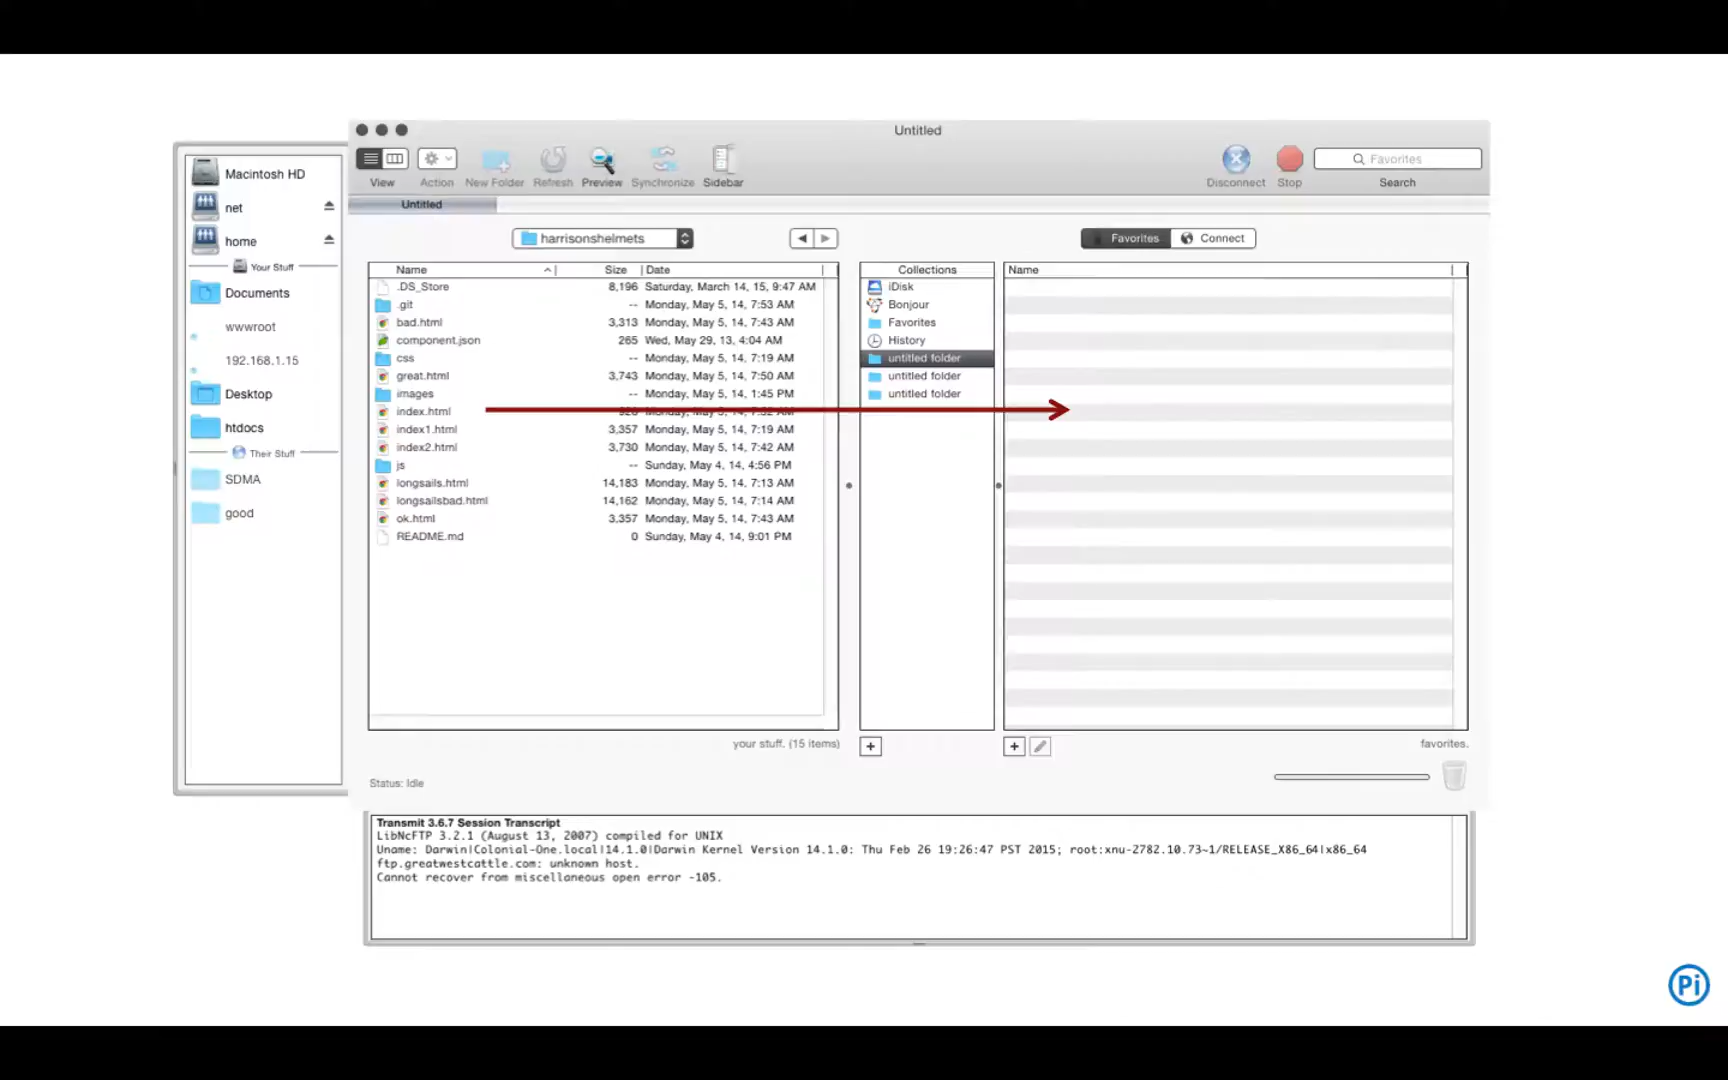 Untitled
View
Action
New Folder
Refresh
Preview
Synchronize
Sidebar
Disconnect
Stop
Favorites
Search
Untitled
Macintosh HD
net
home
Your Stuff
Documents
wwwroot
192.168.1.15
Desktop
htdocs
Their Stuff
SDMA
good
harrisonshelmets
Favorites
Connect
Name Size Date
.DS_Store 8,196 Saturday, March 14, 15, 9:47 AM
.git -- Monday, May 5, 14, 7:53 AM
bad.html 3,313 Monday, May 5, 14, 7:43 AM
component.json 265 Wed, May 29, 13, 4:04 AM
css -- Monday, May 5, 14, 7:19 AM
great.html 3,743 Monday, May 5, 14, 7:50 AM
images -- Monday, May 5, 14, 1:45 PM
index.html Monday, May 5, 14, AM
index1.html 3,357 Monday, May 5, 14, 7:19 AM
index2.html 3,730 Monday, May 5, 14, 7:42 AM
js -- Sunday, May 4, 14, 4:56 PM
longsails.html 14,183 Monday, May 5, 14, 7:13 AM
longsailsbad.html 14,162 Monday, May 5, 14, 7:14 AM
ok.html 3,357 Monday, May 5, 14, 7:43 AM
README.md 0 Sunday, May 4, 14, 9:01 PM
your stuff. (15 items)
Collections
iDisk
Bonjour
Favorites
History
untitled folder
untitled folder
untitled folder
Name
favorites.
Status: Idle
Transmit 3.6.7 Session Transcript
LibNcFTP 3.2.1 (August 13, 2007) compiled for UNIX
Uname: Darwin|Colonial-One.local|14.1.0|Darwin Kernel Version 14.1.0: Thu Feb 26 19:26:47 PST 2015; root:xnu-2782.10.73~1/RELEASE_X86_64|x86_64
ftp.greatwestcattle.com: unknown host.
Cannot recover from miscellaneous open error -105.
Pi